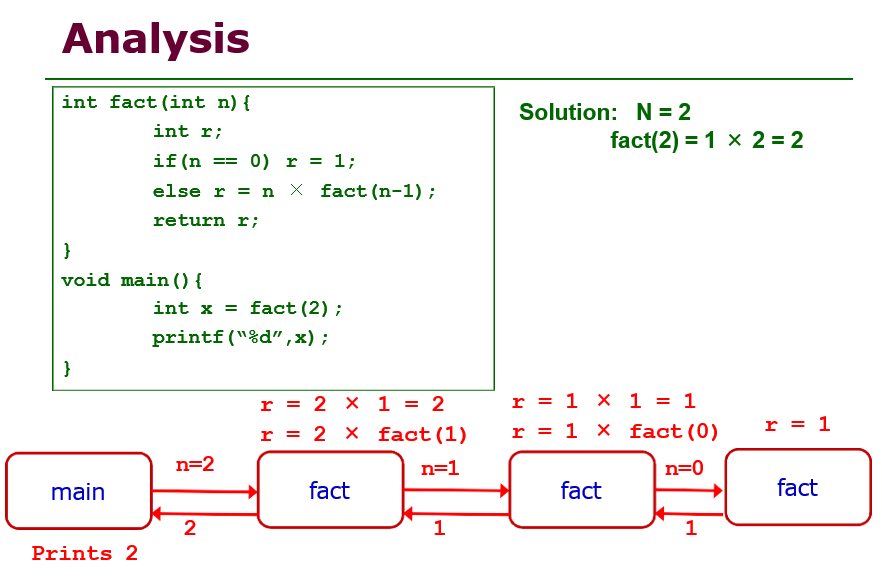 Analysis
int fact(int n){
int r;
if(n == 0) r = 1;
else r = n × fact(n-1);
return r;
}
void main(){
int x = fact(2);
printf(“%d”,x);
}
Solution: N = 2
fact(2) = 1 × 2 = 2
r = 2 × 1 = 2
r = 2 × fact(1)
r = 1 × 1 = 1
r = 1 × fact(0)
r = 1
main
n=2
2
fact
n=1
1
fact
n=0
1
fact
Prints 2